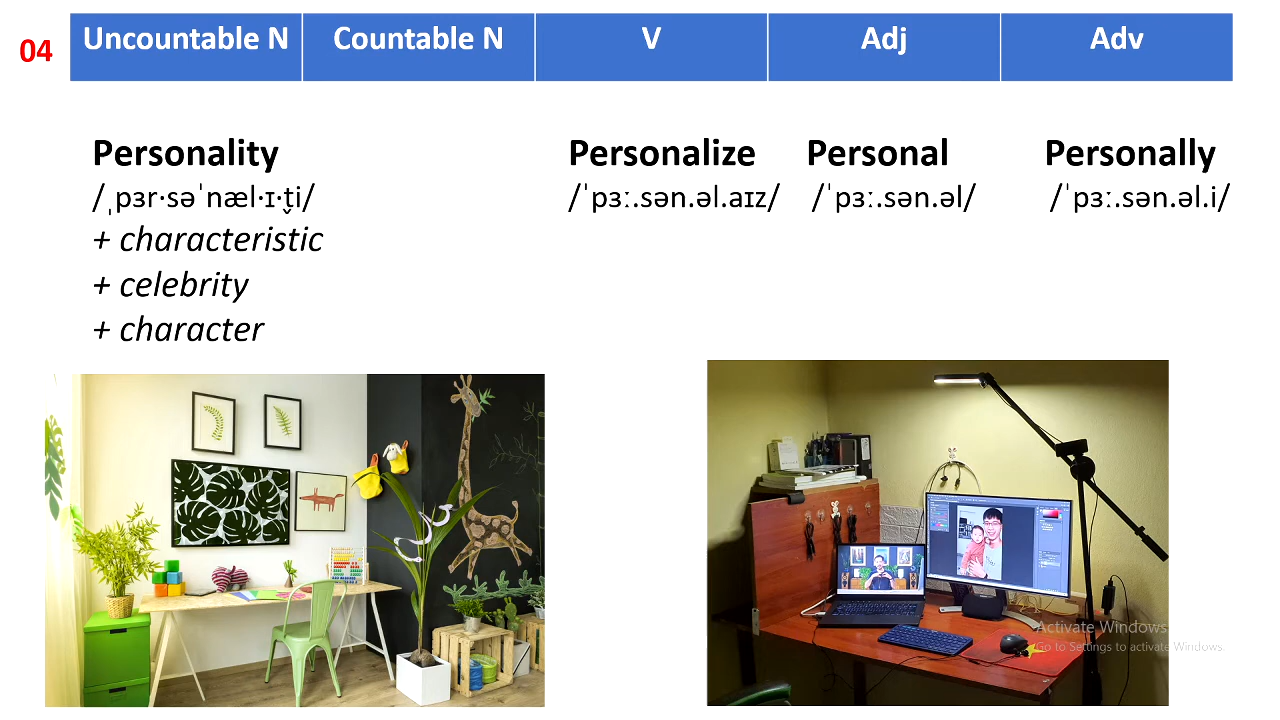 04
Uncountable N Countable N V Adj Adv
Personality Personalize Personal Personally
/ˌpɜr·səˈnæl·ɪ·t̬i/ /ˈpɜː.sən.əl.aɪz/ /ˈpɜː.sən.əl/ /ˈpɜː.sən.əl.i/
+ characteristic
+ celebrity
+ character
Activate Windows
Go to Settings to activate Windows.